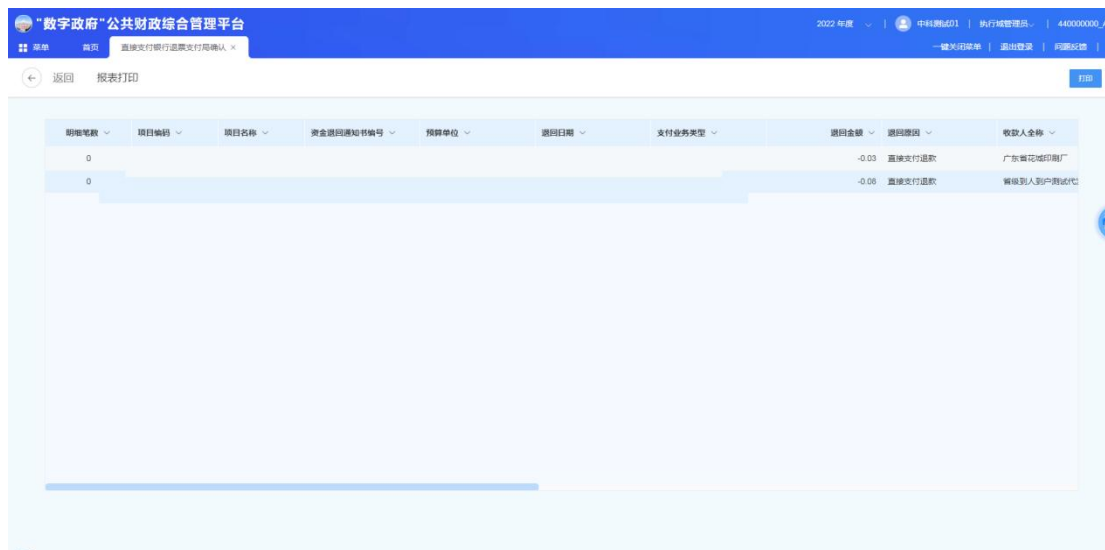 "数字政府"公共财政综合管理平台
2022 年度 | 中科测试01 | 执行域管理员 | 440000000_A
菜单 首页 直接支付银行退票支付局确认 ×
一键关闭菜单 | 退出登录 | 问题反馈 |
返回 报表打印 打印
明细笔数 项目编码 项目名称 资金退回通知书编号 预算单位 退回日期 支付业务类型 退回金额 退回原因 收款人全称
0 -0.03 直接支付退款 广东省花城印刷厂
0 -0.08 直接支付退款 省级到人到户测试代